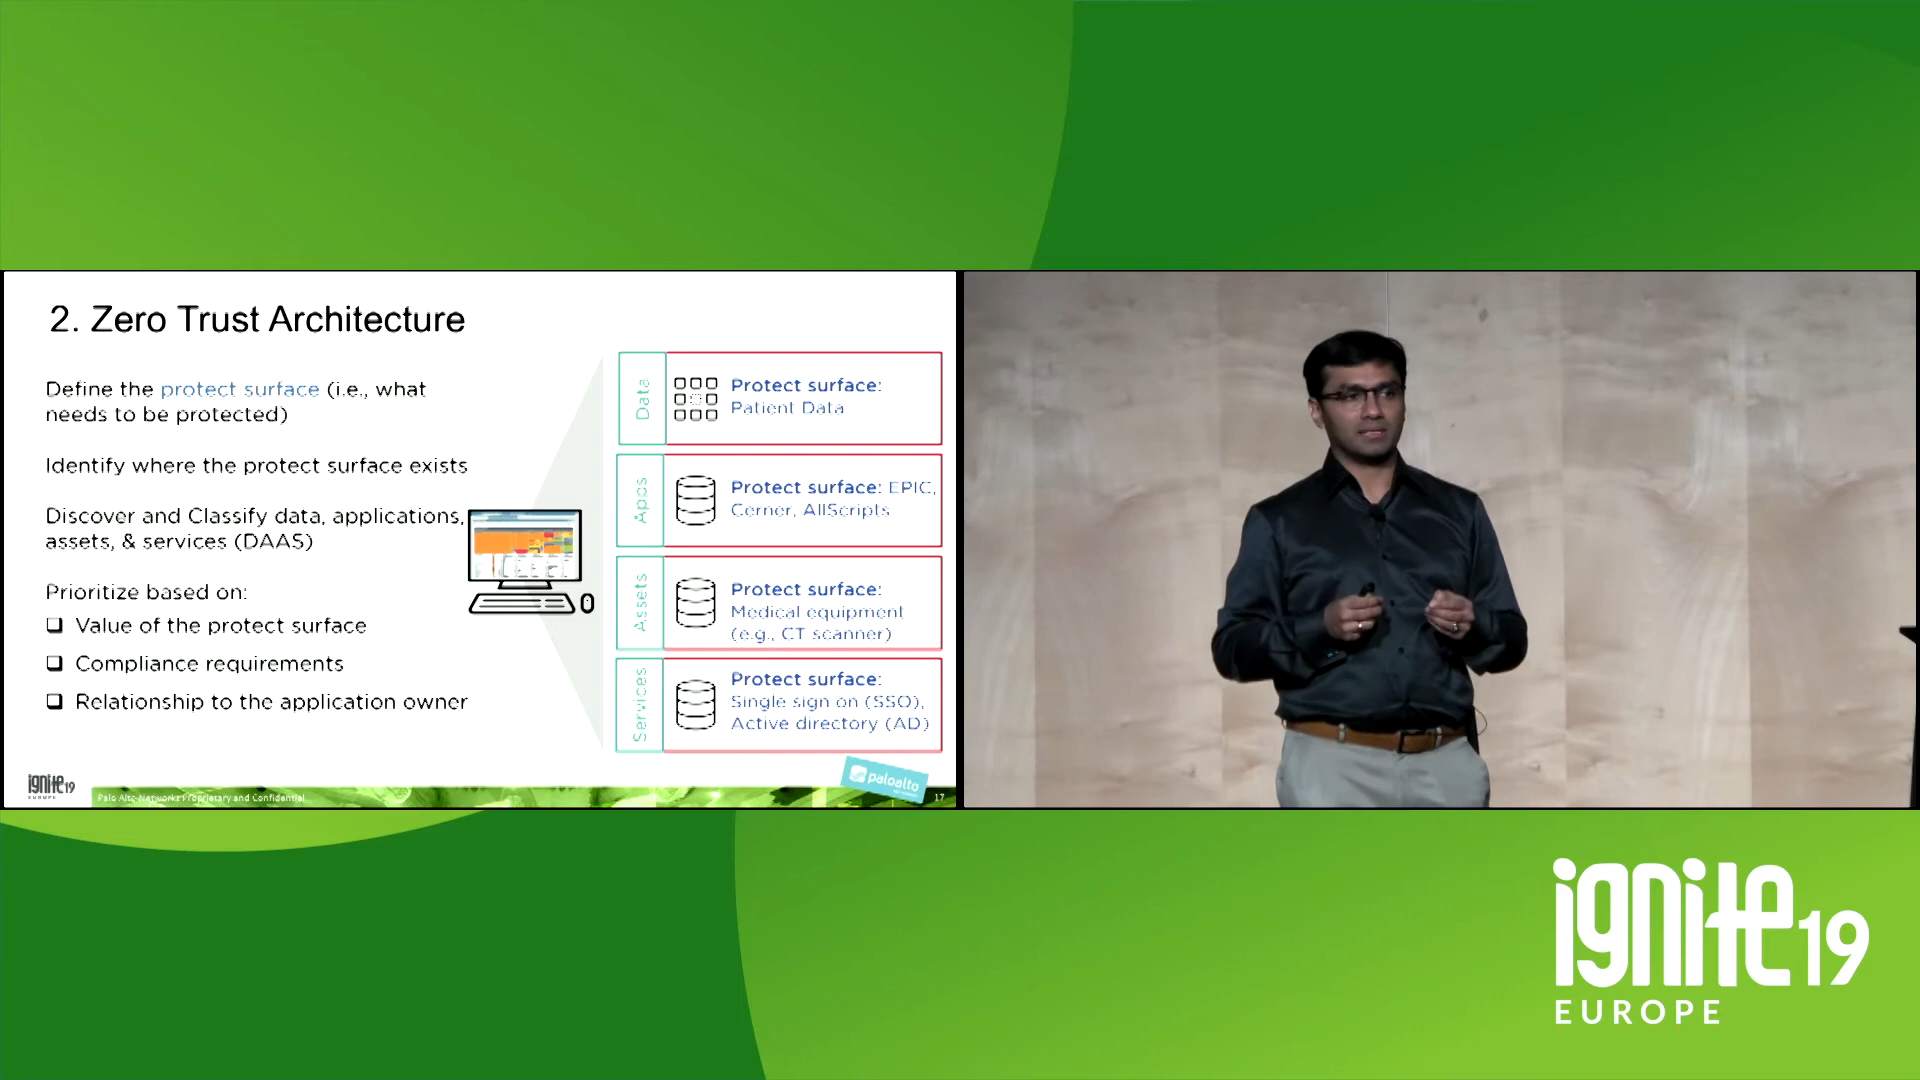 2. Zero Trust Architecture
Define the protect surface (i.e., what
needs to be protected)
Identify where the protect surface exists
Discover and Classify data, applications,
assets, & services (DAAS)
Prioritize based on:
Value of the protect surface
Compliance requirements
Relationship to the application owner
Data
Protect surface:
Patient Data
Apps
Protect surface: EPIC,
Cerner, AllScripts
Assets
Protect surface:
Medical equipment
(e.g., CT scanner)
Services
Protect surface:
Single sign on (SSO),
Active directory (AD)
ignite19
EUROPE
Palo Alto Networks Proprietary and Confidential
paloalto
17
ignite19
EUROPE